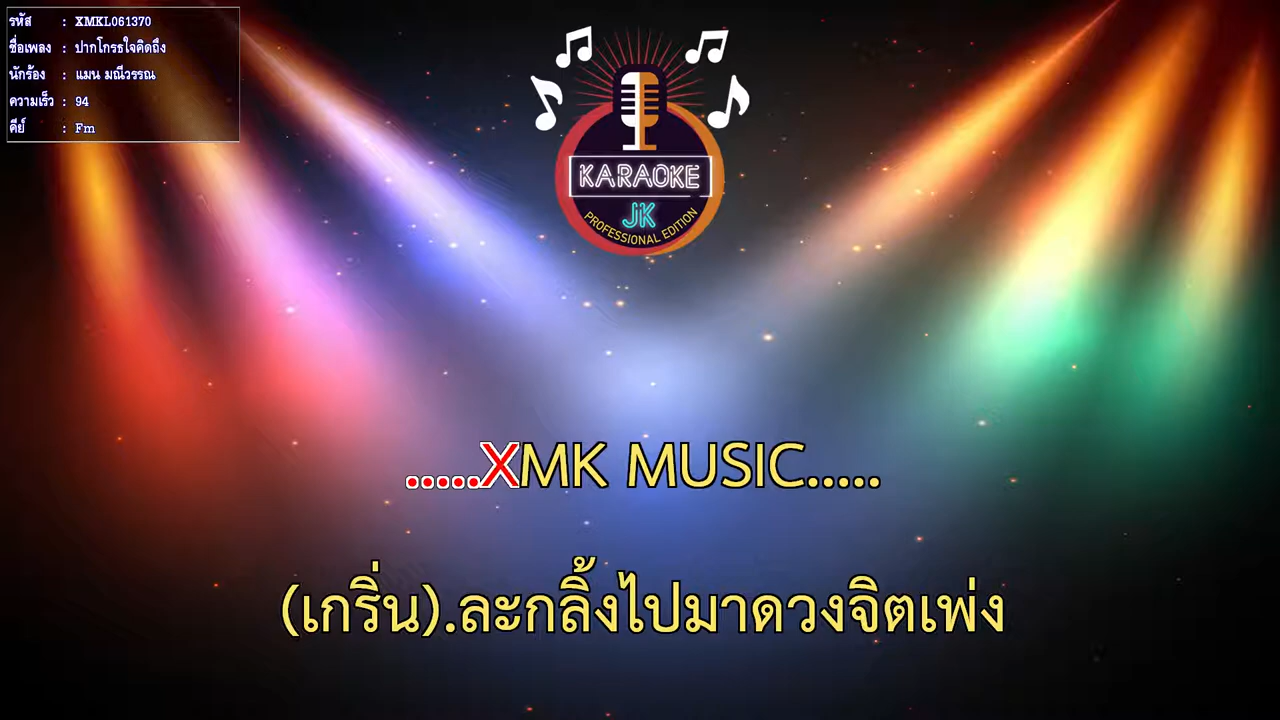 รหัส : XMKL061370
ชื่อเพลง : ปากโกรธใจคิดถึง
นักร้อง : แมน มณีวรรณ
ความเร็ว : 94
คีย์ : Fm
KARAOKE
JK
PROFESSIONAL EDITION
.....XMK MUSIC.....
(เกริ่น).ละกลิ้งไปมาดวงจิตเพ่ง